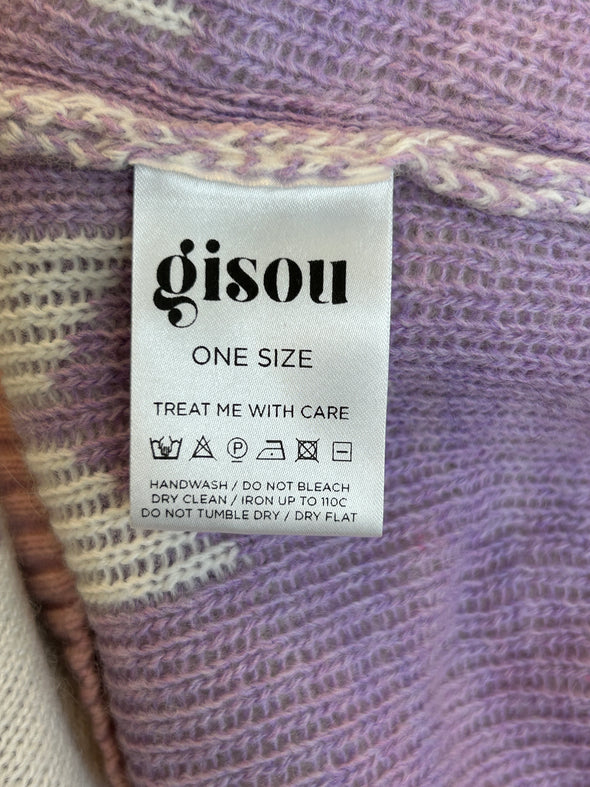 gisou
ONE SIZE
TREAT ME WITH CARE
P
HANDWASH / DO NOT BLEACH
DRY CLEAN / IRON UP TO 110C
DO NOT TUMBLE DRY / DRY FLAT